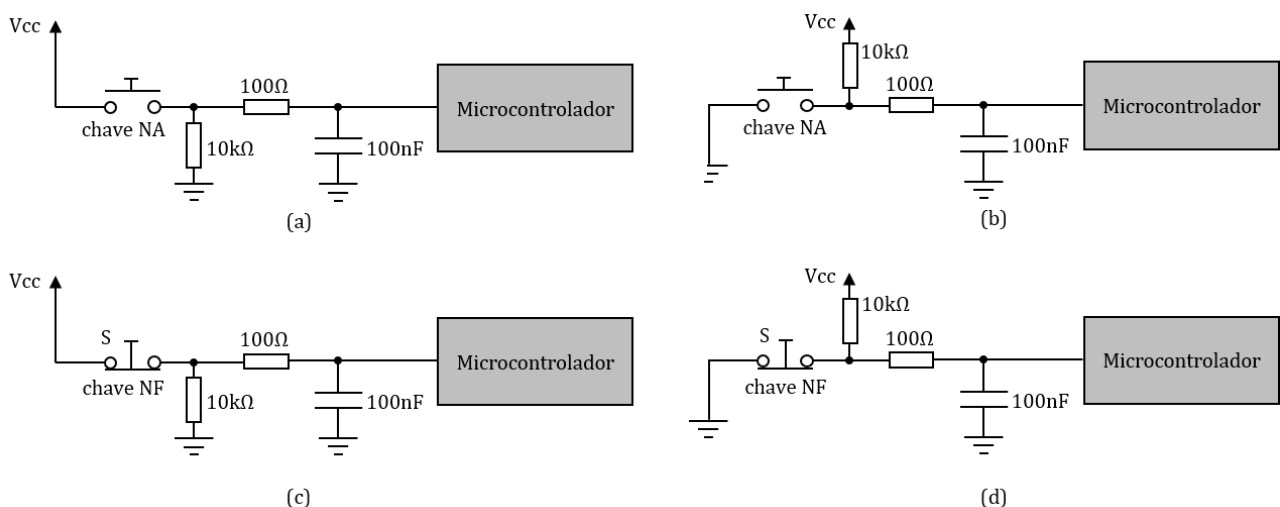 Vcc
100Ω
Microcontrolador
chave NA
10kΩ
100nF
(a)
Vcc
10kΩ
100Ω
Microcontrolador
chave NA
100nF
(b)
Vcc
S
100Ω
Microcontrolador
chave NF
10kΩ
100nF
(c)
Vcc
10kΩ
S
100Ω
Microcontrolador
chave NF
100nF
(d)